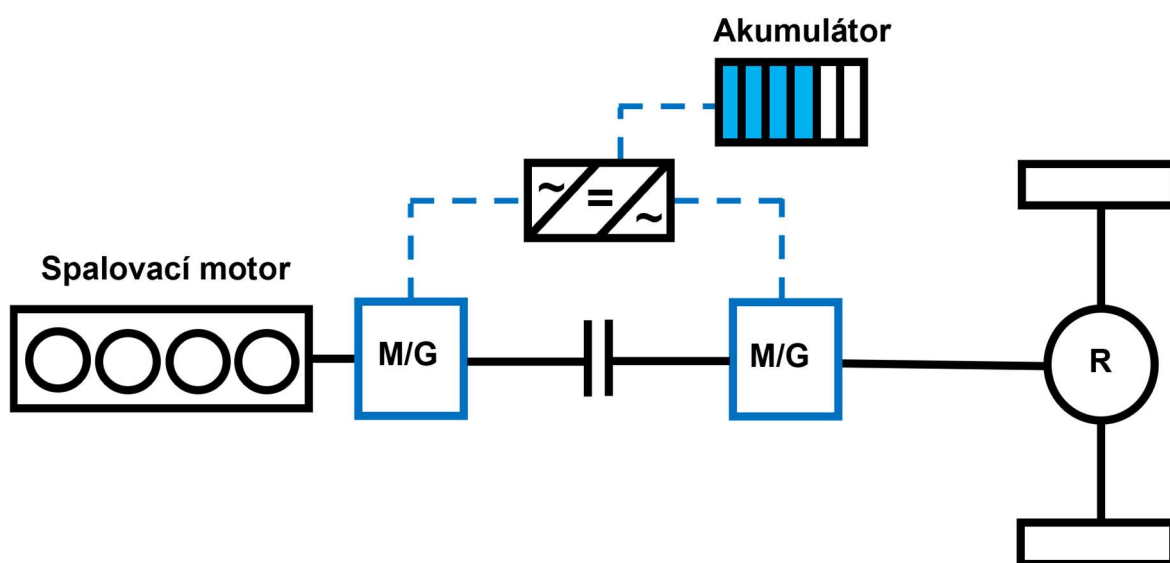 Akumulátor
~ = ~
Spalovací motor
M/G
M/G
R